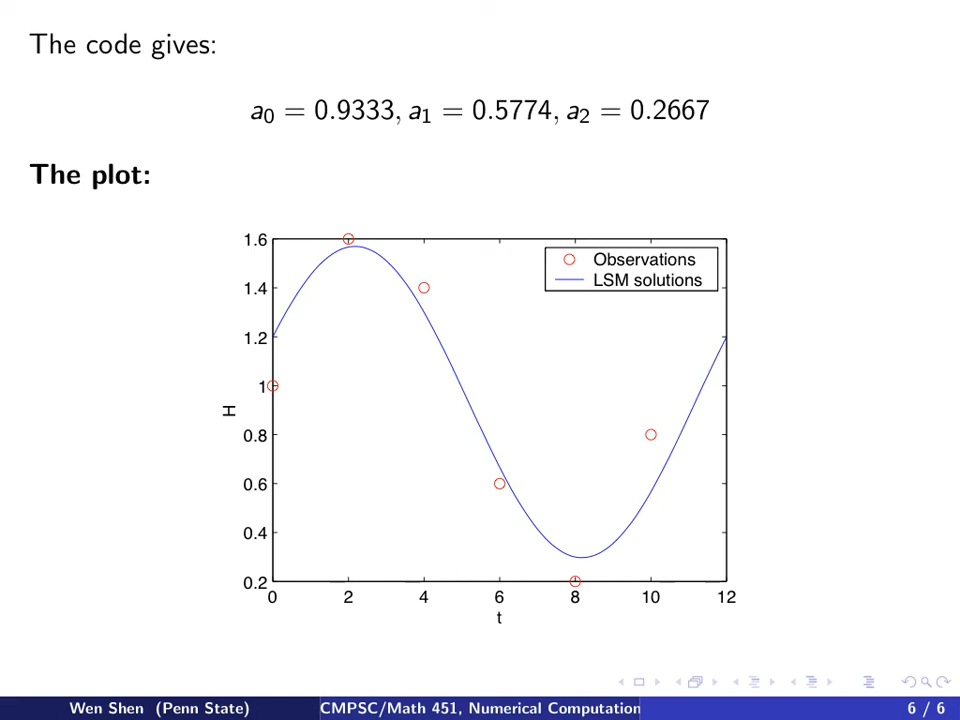 The code gives:
a₀ = 0.9333, a₁ = 0.5774, a₂ = 0.2667
The plot:
1.6
1.4
1.2
1
0.8
0.6
0.4
0.2
H
Observations
LSM solutions
0 2 4 6 8 10 12
t
Wen Shen (Penn State) CMPSC/Math 451, Numerical Computation 6 / 6